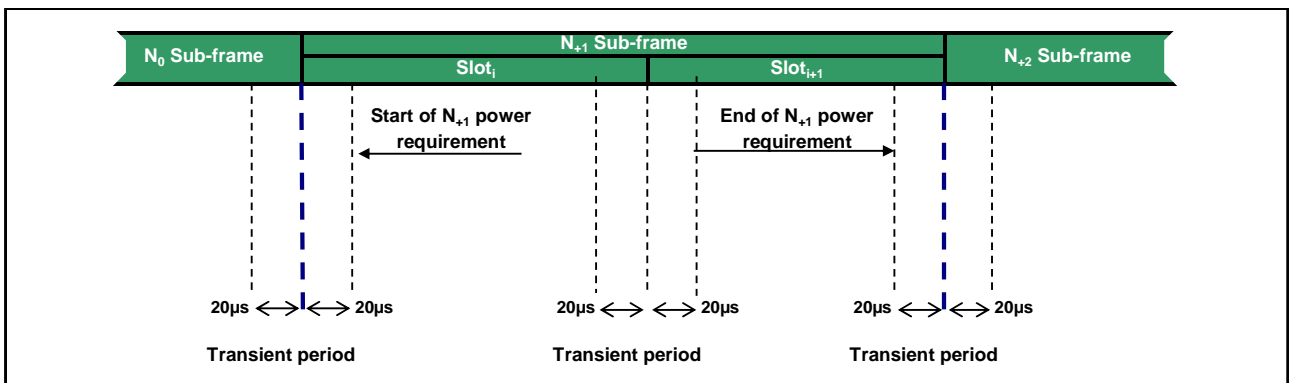 N+1 Sub-frame
N0 Sub-frame
N+2 Sub-frame
Sloti
Sloti+1
Start of N+1 power
requirement
End of N+1 power
requirement
20µs
20µs
20µs
20µs
20µs
20µs
Transient period
Transient period
Transient period